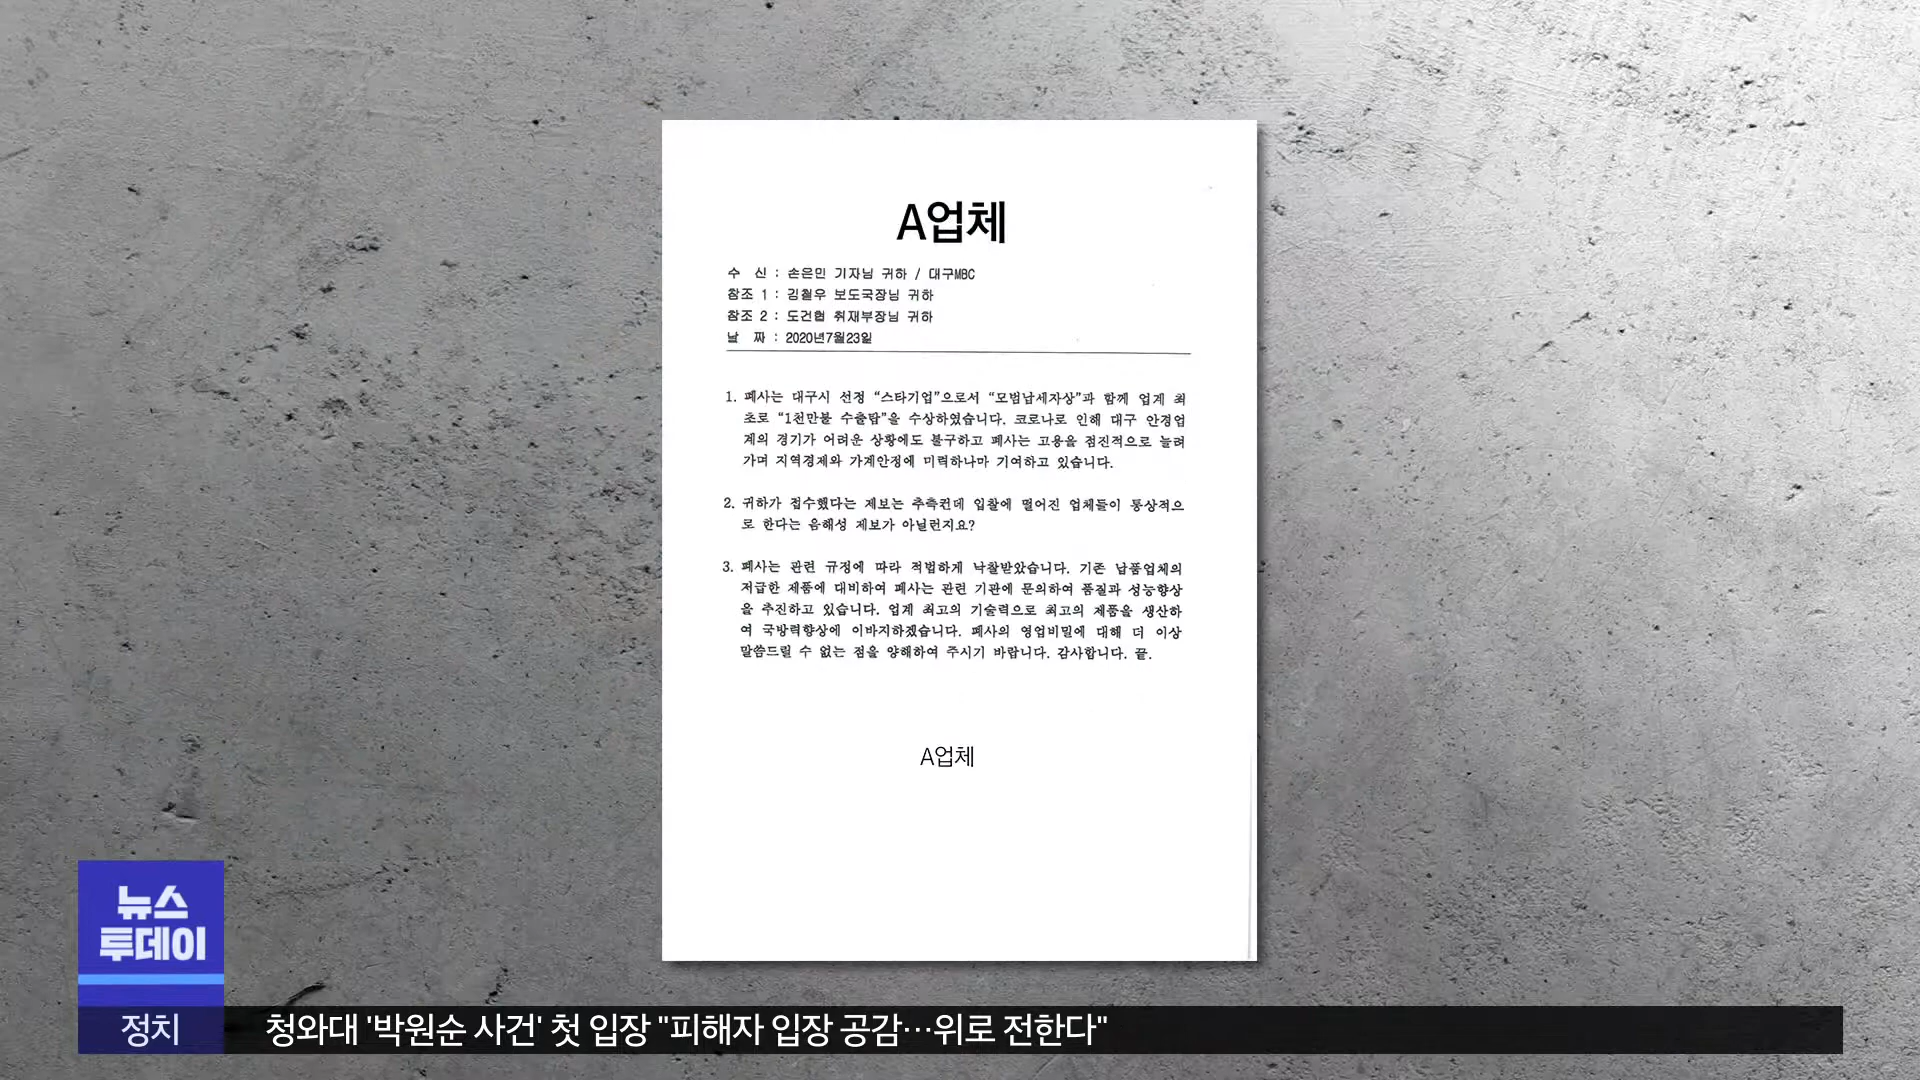 A업체
수 신 : 손은민 기자님 귀하 / 대구MBC
참조 1 : 김철우 보도국장님 귀하
참조 2 : 도건협 취재부장님 귀하
날 짜 : 2020년7월23일
1. 폐사는 대구시 선정 “스타기업”으로서 “모범납세자상”과 함께 업계 최
초로 “1천만불 수출탑”을 수상하였습니다. 코로나로 인해 대구 안경업
계의 경기가 어려운 상황에도 불구하고 폐사는 고용을 점진적으로 늘려
가며 지역경제와 가계안정에 미력하나마 기여하고 있습니다.
2. 귀하가 접수했다는 제보는 추측컨데 입찰에 떨어진 업체들이 통상적으
로 한다는 음해성 제보가 아닐런지요?
3. 폐사는 관련 규정에 따라 적법하게 낙찰받았습니다. 기존 납품업체의
저급한 제품에 대비하여 폐사는 관련 기관에 문의하여 품질과 성능향상
을 추진하고 있습니다. 업계 최고의 기술력으로 최고의 제품을 생산하
여 국방력향상에 이바지하겠습니다. 폐사의 영업비밀에 대해 더 이상
말씀드릴 수 없는 점을 양해하여 주시기 바랍니다. 감사합니다. 끝.
A업체
뉴스
투데이
정치
청와대 '박원순 사건' 첫 입장 "피해자 입장 공감…위로 전한다"